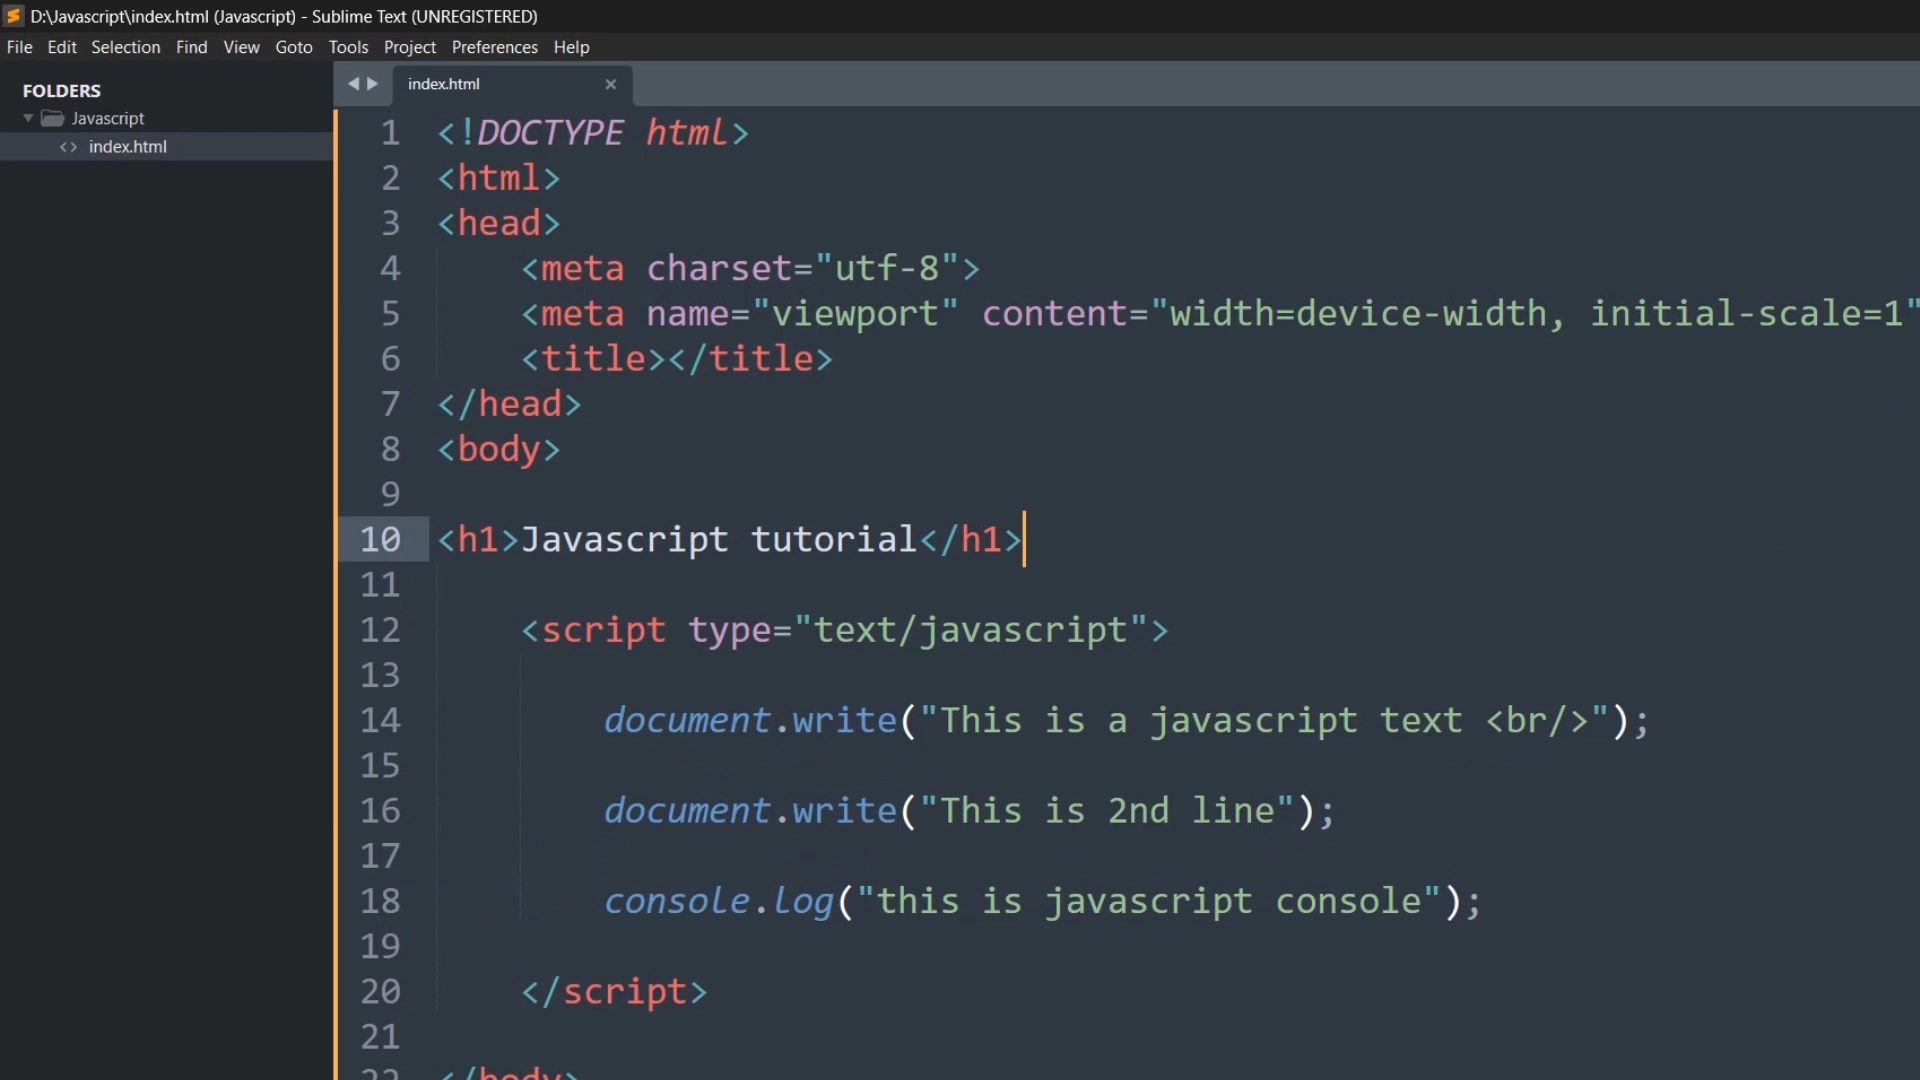 D:\Javascript\index.html (Javascript) - Sublime Text (UNREGISTERED)
File Edit Selection Find View Goto Tools Project Preferences Help
FOLDERS
Javascript
<> index.html
index.html ×
1 <!DOCTYPE html>
2 <html>
3 <head>
4 <meta charset="utf-8">
5 <meta name="viewport" content="width=device-width, initial-scale=1"
6 <title></title>
7 </head>
8 <body>
9
10 <h1>Javascript tutorial</h1>
11
12 <script type="text/javascript">
13
14 document.write("This is a javascript text <br/>");
15
16 document.write("This is 2nd line");
17
18 console.log("this is javascript console");
19
20 </script>
21
22 </body>